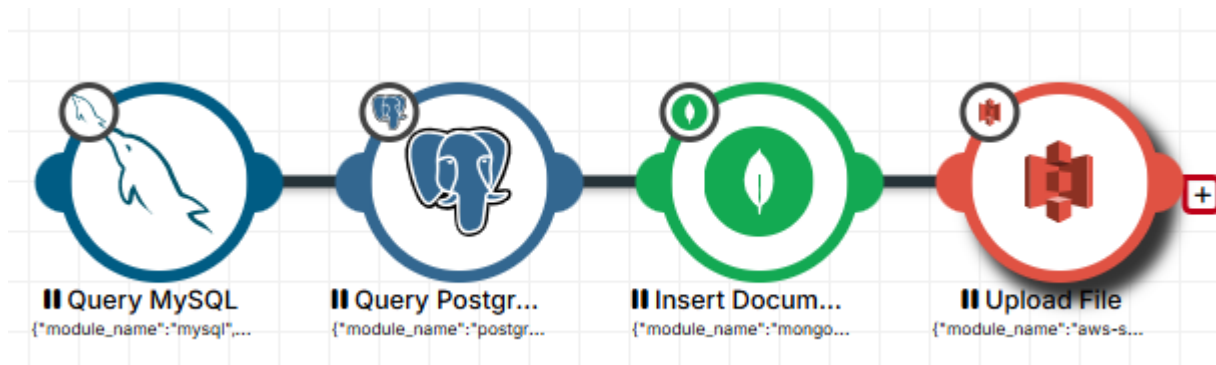 Query MySQL
{"module_name":"mysql",...
Query Postgr...
{"module_name":"postgr...
Insert Docum...
{"module_name":"mongo...
Upload File
{"module_name":"aws-s...
+